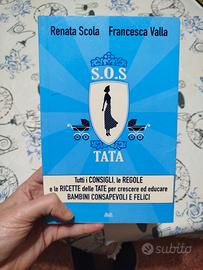 Renata Scola Francesca Valla
S.O.S
TATA
Tutti i CONSIGLI, le REGOLE
e le RICETTE delle TATE per crescere ed educare
BAMBINI CONSAPEVOLI E FELICI
subito